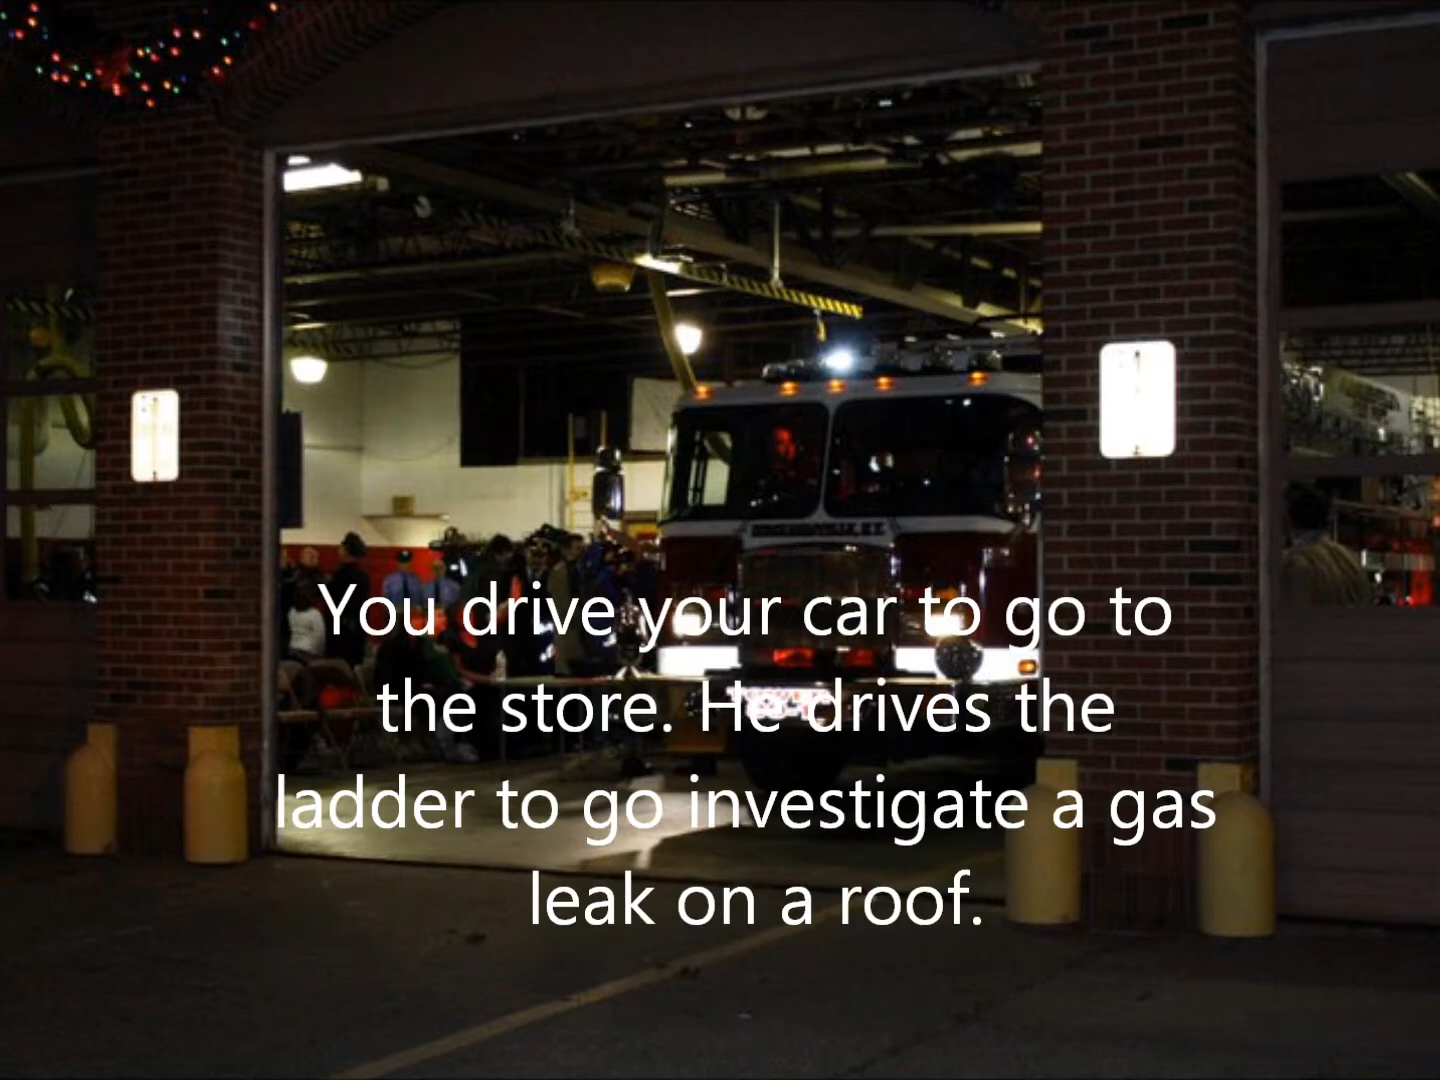 You drive your car to go to
the store. He drives the
ladder to go investigate a gas
leak on a roof.